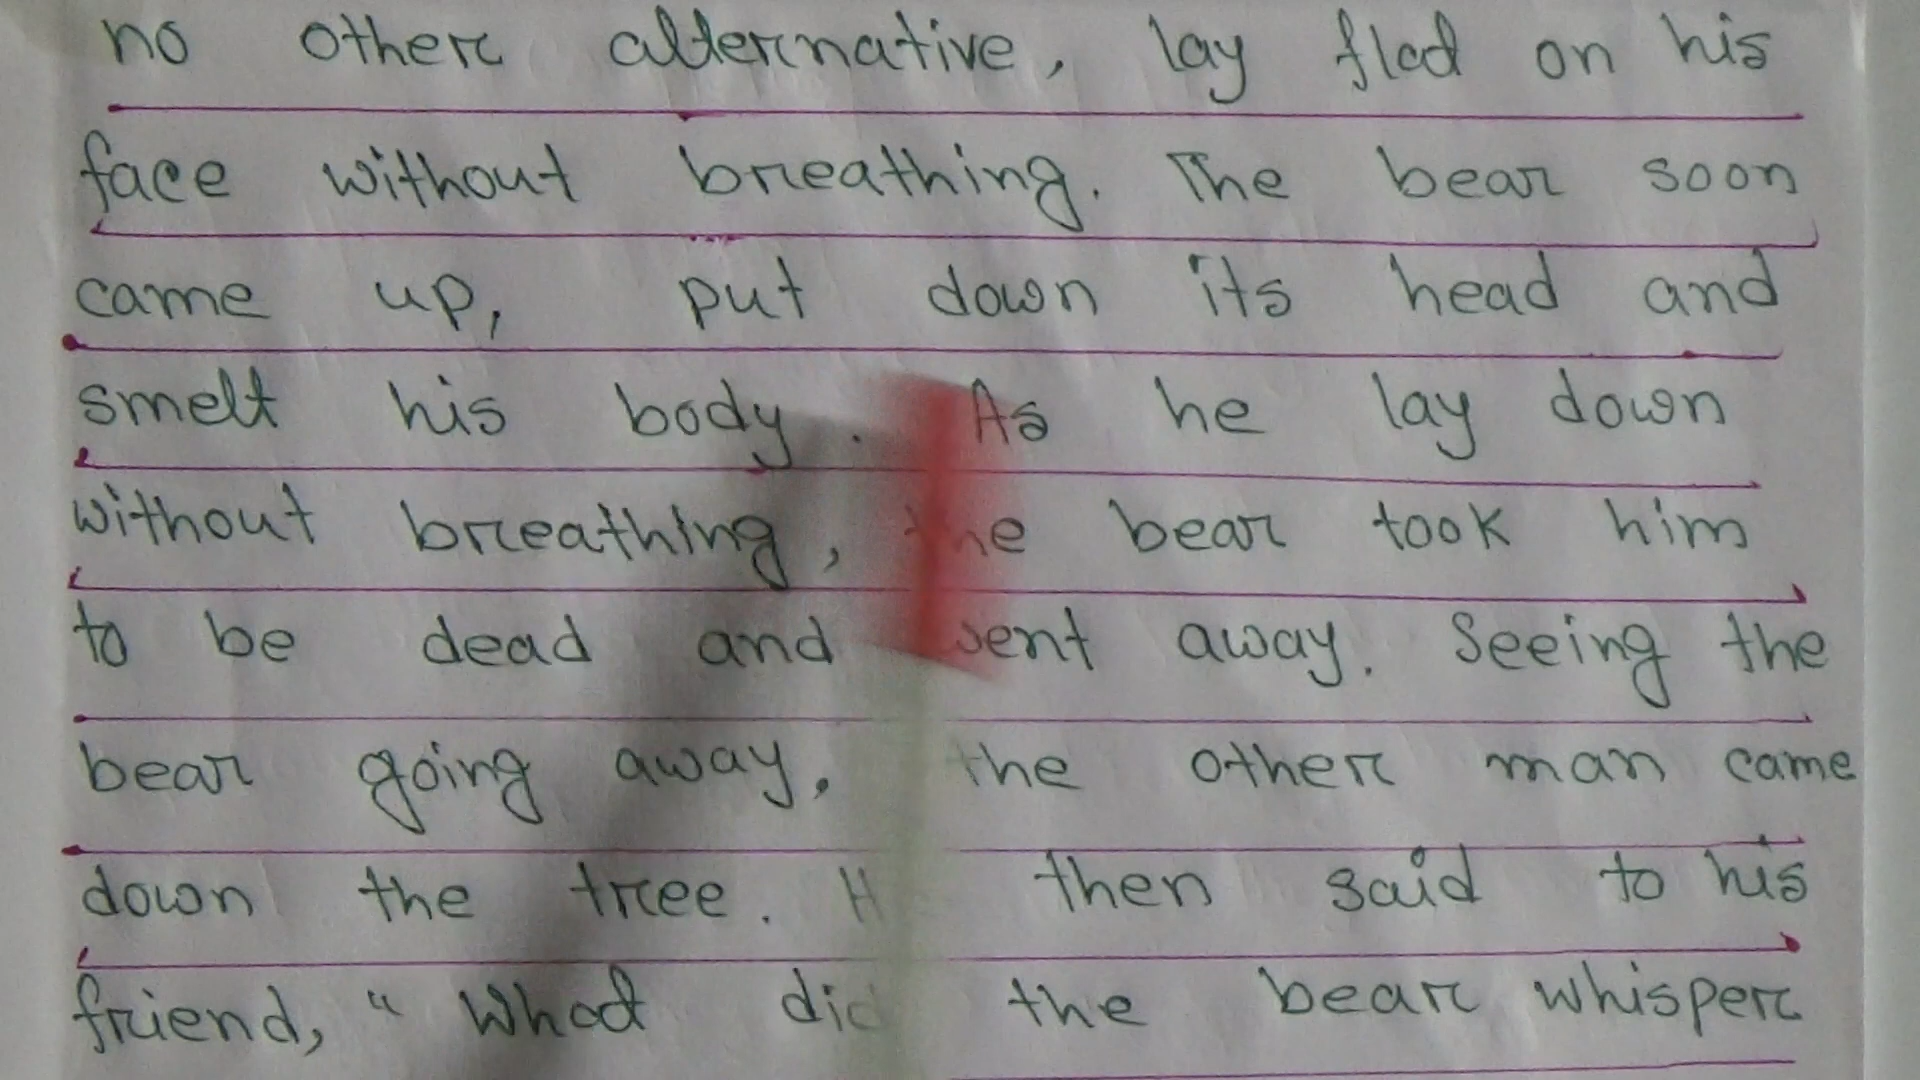 no other alternative, lay flat on his
face without breathing. The bear soon
came up, put down its head and
smelt his body. As he lay down
without breathing, the bear took him
to be dead and went away. Seeing the
bear going away, the other man came
down the tree. H then said to his
friend, "What did the bear whisper